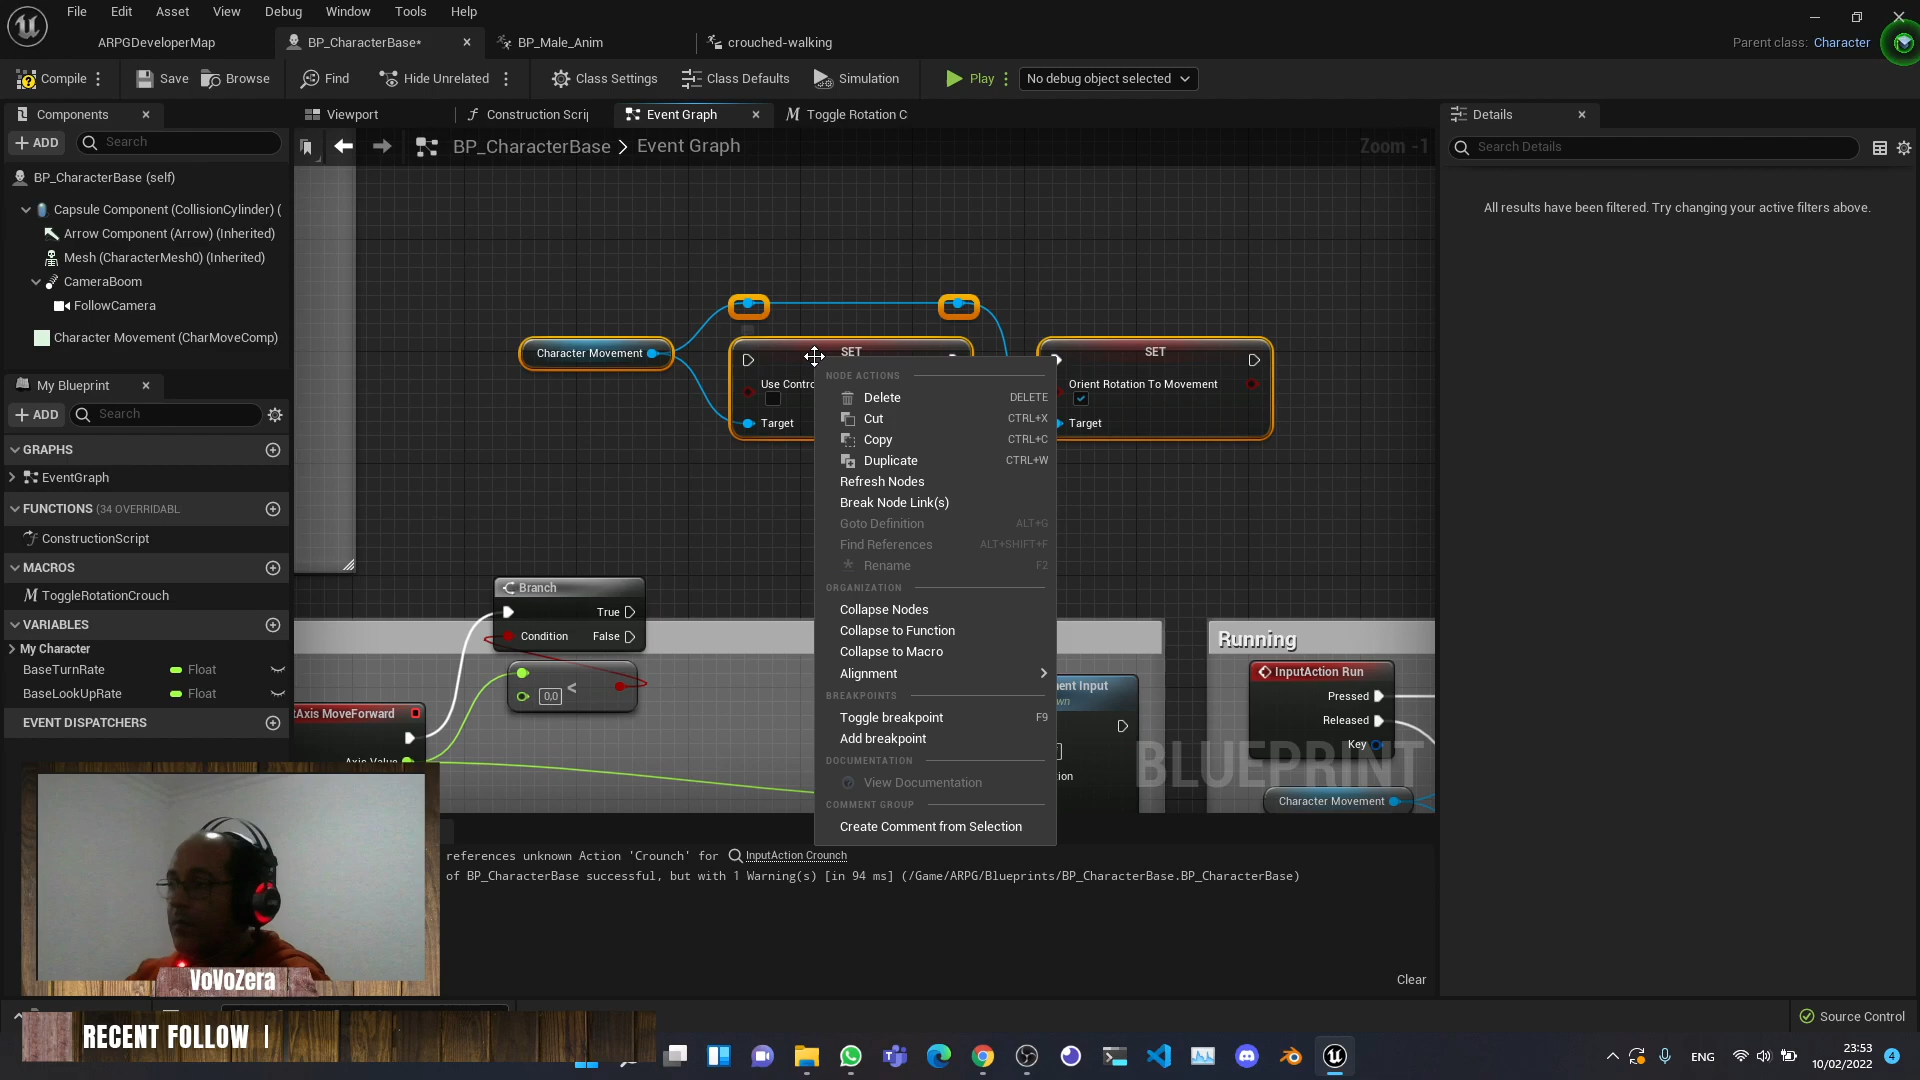 File Edit Asset View Debug Window Tools Help
ARPGDeveloperMap BP_CharacterBase* BP_Male_Anim crouched-walking
Parent class: Character
Compile Save Browse Find Hide Unrelated Class Settings Class Defaults Simulation Play No debug object selected
Components Viewport Construction Scrip Event Graph Toggle Rotation C Details
ADD Search BP_CharacterBase > Event Graph Zoom -1 Search Details
BP_CharacterBase (self)
All results have been filtered. Try changing your active filters above.
Capsule Component (CollisionCylinder) (
Arrow Component (Arrow) (Inherited)
Mesh (CharacterMesh0) (Inherited)
CameraBoom
FollowCamera
Character Movement (CharMoveComp)
My Blueprint
ADD Search
GRAPHS
EventGraph
FUNCTIONS (34 OVERRIDABL
ConstructionScript
MACROS
ToggleRotationCrouch
VARIABLES
My Character
BaseTurnRate Float
BaseLookUpRate Float
EVENT DISPATCHERS
Character Movement
SET
Use Contro
Target
SET
Orient Rotation To Movement
Target
NODE ACTIONS
Delete DELETE
Cut CTRL+X
Copy CTRL+C
Duplicate CTRL+W
Refresh Nodes
Break Node Link(s)
Goto Definition ALT+G
Find References ALT+SHIFT+F
Rename F2
ORGANIZATION
Collapse Nodes
Collapse to Function
Collapse to Macro
Alignment
BREAKPOINTS
Toggle breakpoint F9
Add breakpoint
DOCUMENTATION
View Documentation
COMMENT GROUP
Create Comment from Selection
Branch
True
Condition False
0,0 <
tAxis MoveForward
Axis Value
ent Input
wn
ion
Running
InputAction Run
Pressed
Released
Key
Character Movement
BLUEPRINT
references unknown Action 'Crounch' for InputAction Crounch
of BP_CharacterBase successful, but with 1 Warning(s) [in 94 ms] (/Game/ARPG/Blueprints/BP_CharacterBase.BP_CharacterBase)
Clear
VoVoZera
RECENT FOLLOW |
Source Control
ENG
23:53
10/02/2022
4